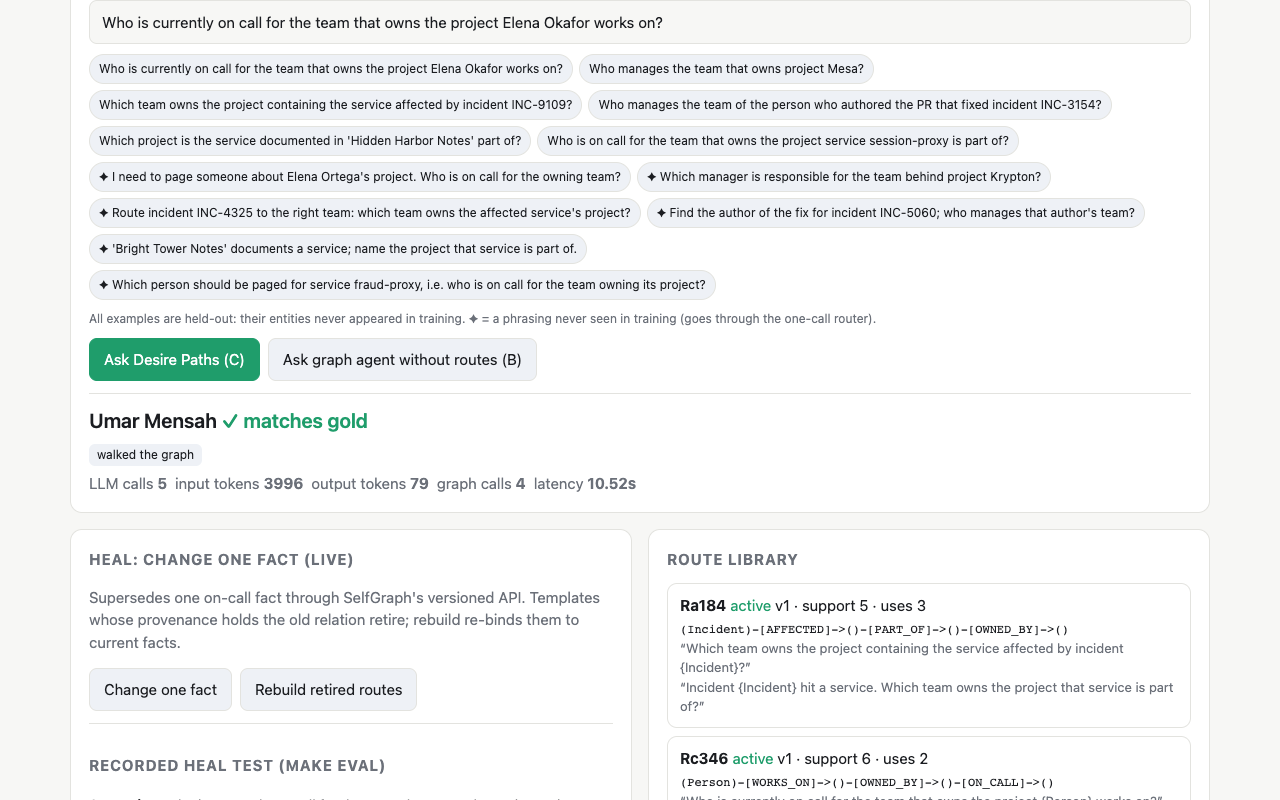 Who is currently on call for the team that owns the project Elena Okafor works on?
Who is currently on call for the team that owns the project Elena Okafor works on?
Who manages the team that owns project Mesa?
Which team owns the project containing the service affected by incident INC-9109?
Who manages the team of the person who authored the PR that fixed incident INC-3154?
Which project is the service documented in 'Hidden Harbor Notes' part of?
Who is on call for the team that owns the project service session-proxy is part of?
✦ I need to page someone about Elena Ortega's project. Who is on call for the owning team?
✦ Which manager is responsible for the team behind project Krypton?
✦ Route incident INC-4325 to the right team: which team owns the affected service's project?
✦ Find the author of the fix for incident INC-5060; who manages that author's team?
✦ 'Bright Tower Notes' documents a service; name the project that service is part of.
✦ Which person should be paged for service fraud-proxy, i.e. who is on call for the team owning its project?
All examples are held-out: their entities never appeared in training. ✦ = a phrasing never seen in training (goes through the one-call router).
Ask Desire Paths (C)
Ask graph agent without routes (B)
Umar Mensah ✓ matches gold
walked the graph
LLM calls 5 input tokens 3996 output tokens 79 graph calls 4 latency 10.52s
HEAL: CHANGE ONE FACT (LIVE)
Supersedes one on-call fact through SelfGraph's versioned API. Templates
whose provenance holds the old relation retire; rebuild re-binds them to
current facts.
Change one fact
Rebuild retired routes
RECORDED HEAL TEST (MAKE EVAL)
ROUTE LIBRARY
Ra184 active v1 · support 5 · uses 3
(Incident)-[AFFECTED]->()-[PART_OF]->()-[OWNED_BY]->()
“Which team owns the project containing the service affected by incident
{Incident}?”
“Incident {Incident} hit a service. Which team owns the project that service is part
of?”
Rc346 active v1 · support 6 · uses 2
(Person)-[WORKS_ON]->()-[OWNED_BY]->()-[ON_CALL]->()
“Who is currently on call for the team that owns the project {Person} works on?”